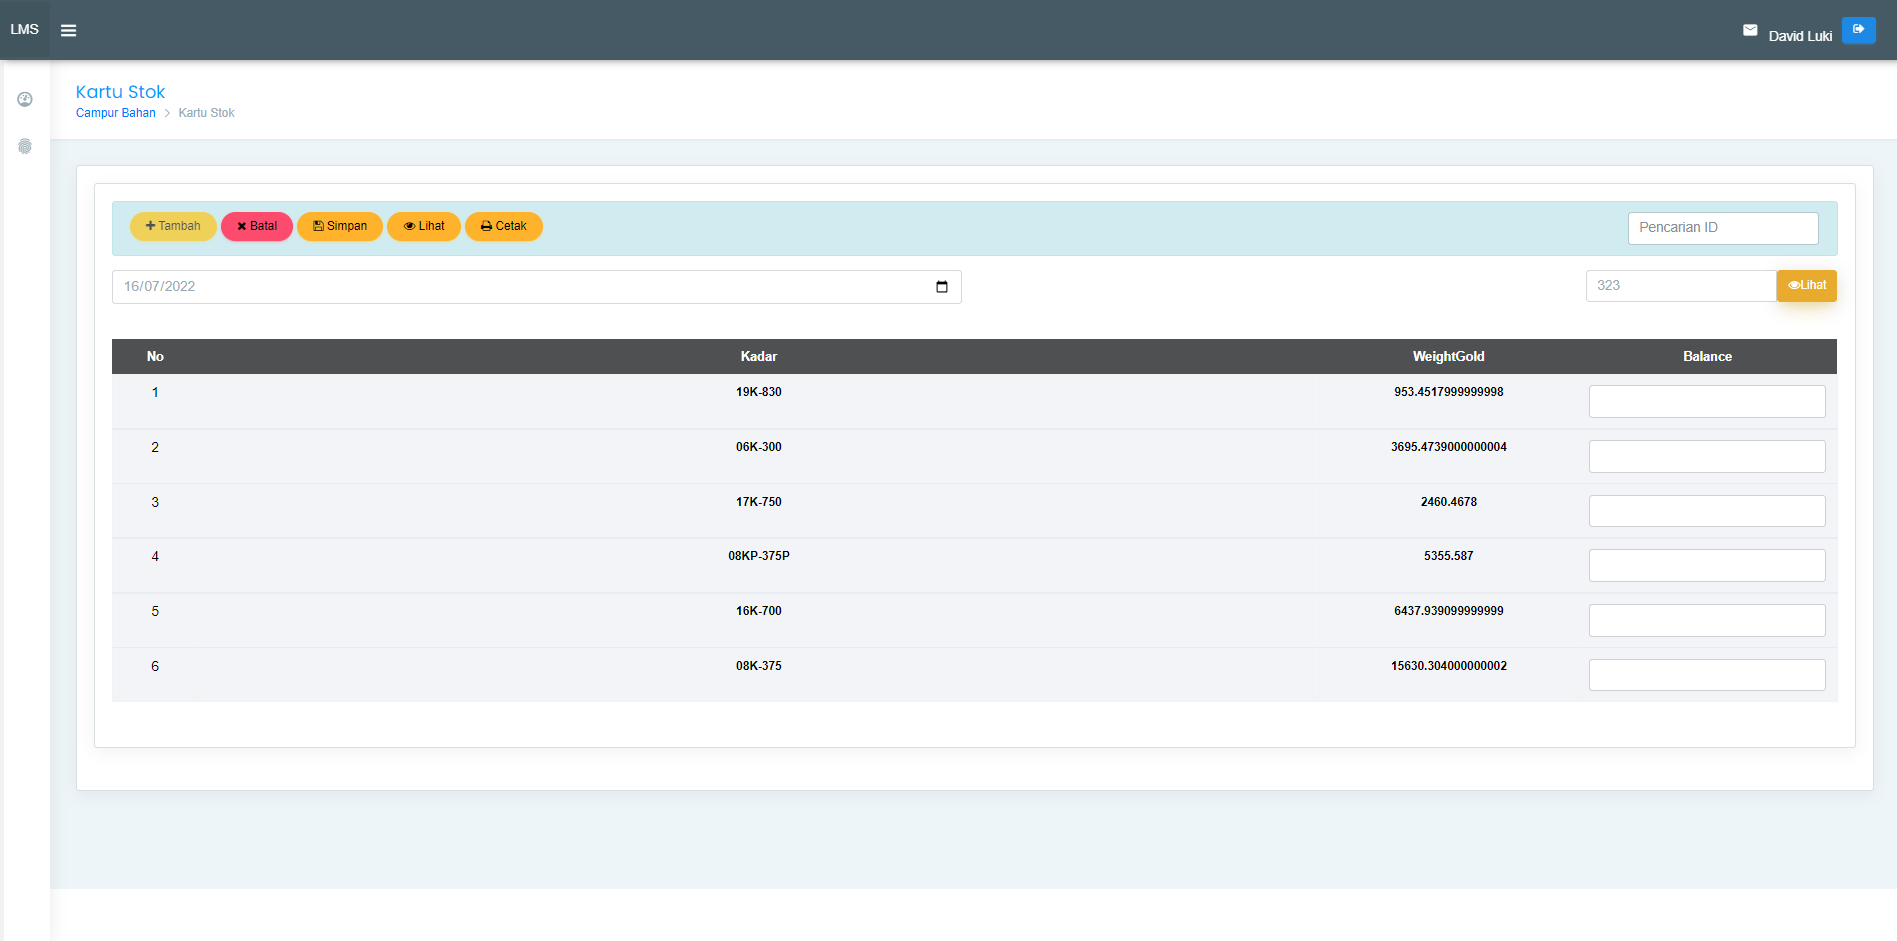 LMS
David Luki
Kartu Stok
Campur Bahan > Kartu Stok
Tambah Batal Simpan Lihat Cetak Pencarian ID
16/07/2022 323 Lihat
No Kadar WeightGold Balance
1 19K-830 953.4517999999998
2 06K-300 3695.4739000000004
3 17K-750 2460.4678
4 08KP-375P 5355.587
5 16K-700 6437.939099999999
6 08K-375 15630.304000000002